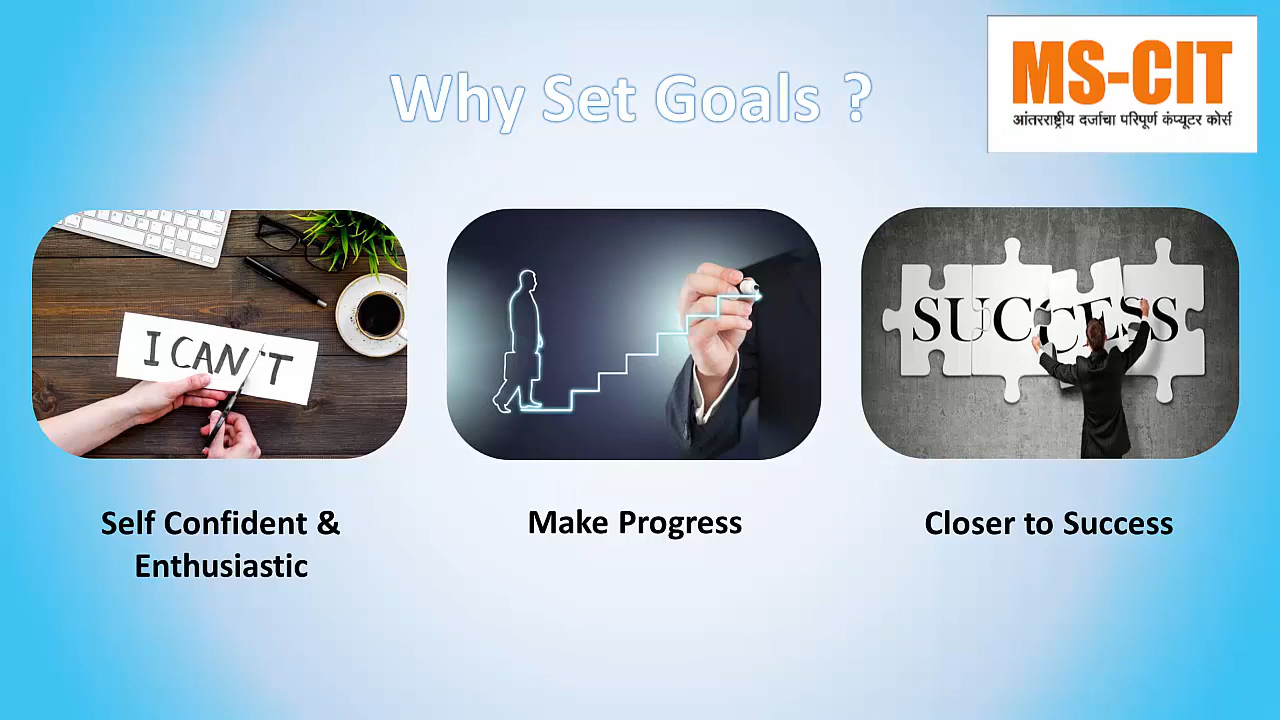 Why Set Goals ?
MS-CIT
आंतरराष्ट्रीय दर्जाचा परिपूर्ण कंप्यूटर कोर्स
I CAN'T
SUCCESS
Self Confident &
Enthusiastic
Make Progress
Closer to Success